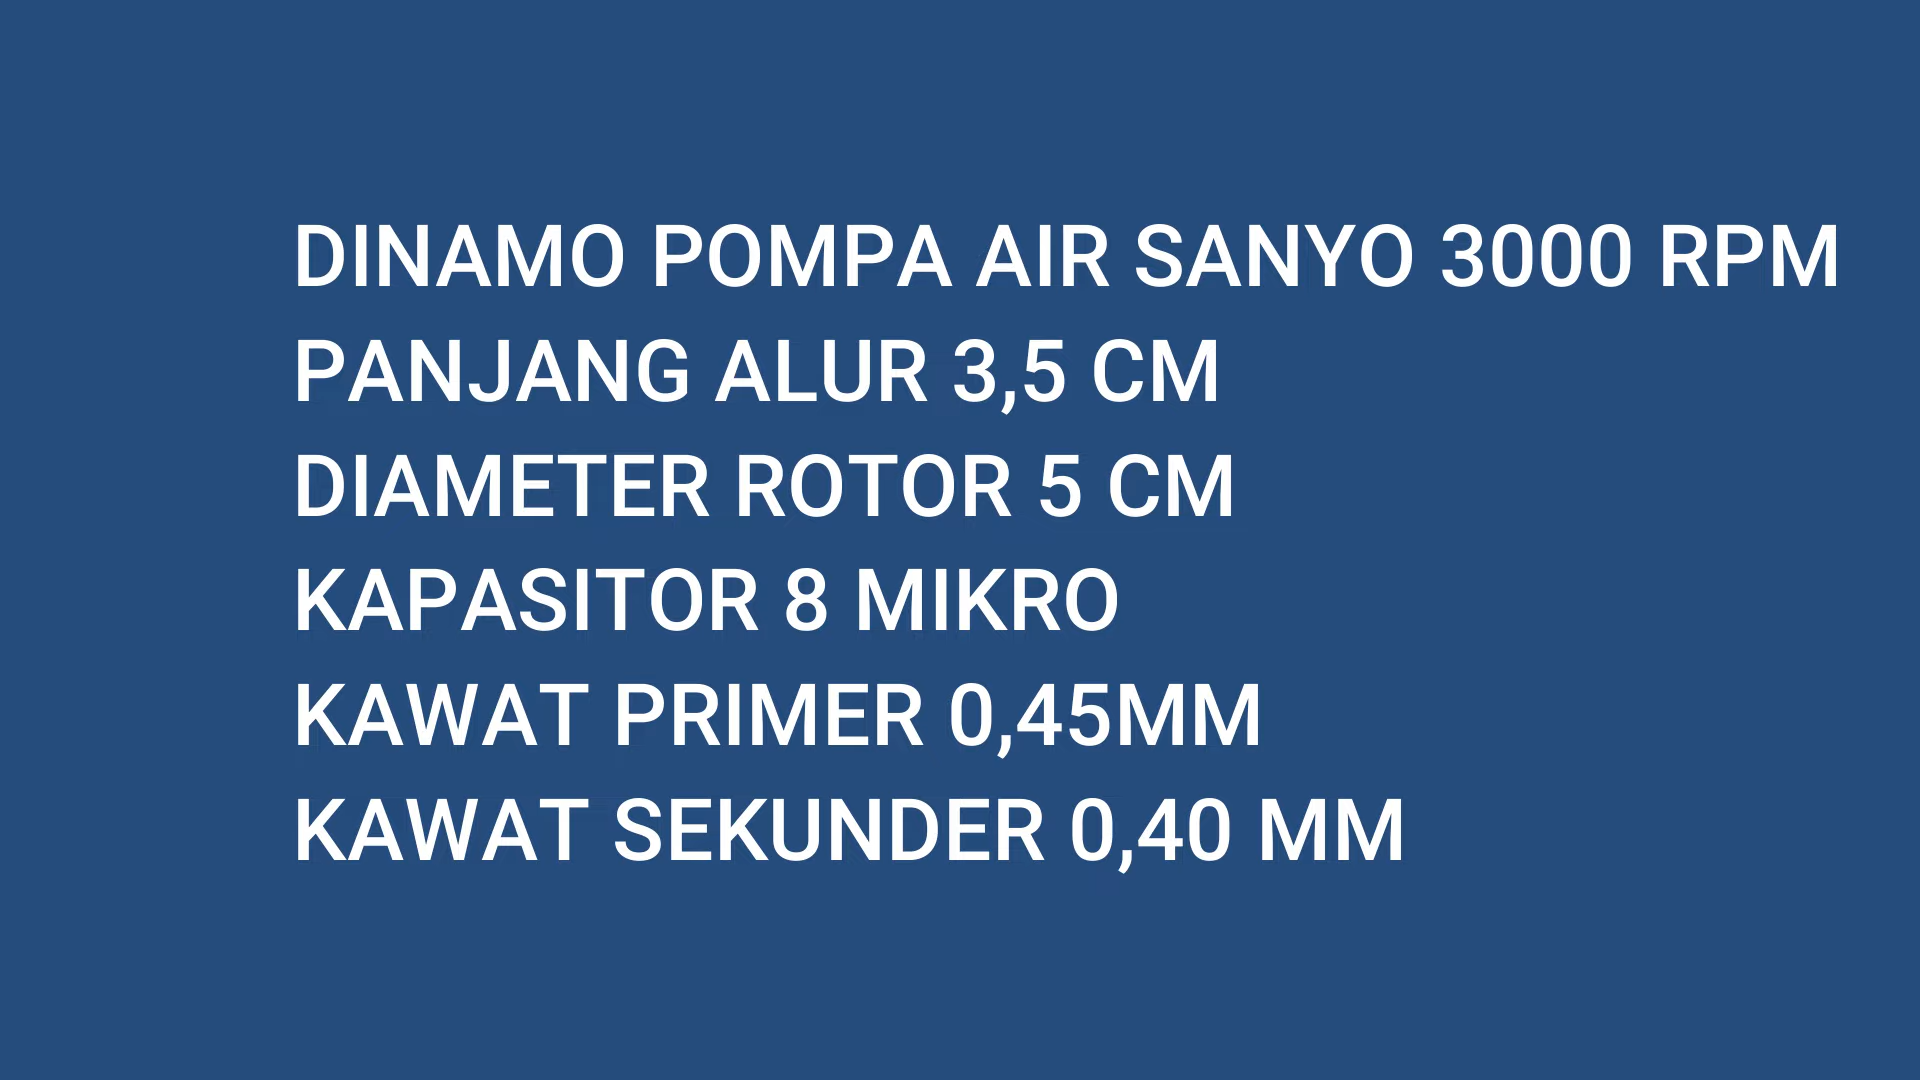 DINAMO POMPA AIR SANYO 3000 RPM
PANJANG ALUR 3,5 CM
DIAMETER ROTOR 5 CM
KAPASITOR 8 MIKRO
KAWAT PRIMER 0,45MM
KAWAT SEKUNDER 0,40 MM